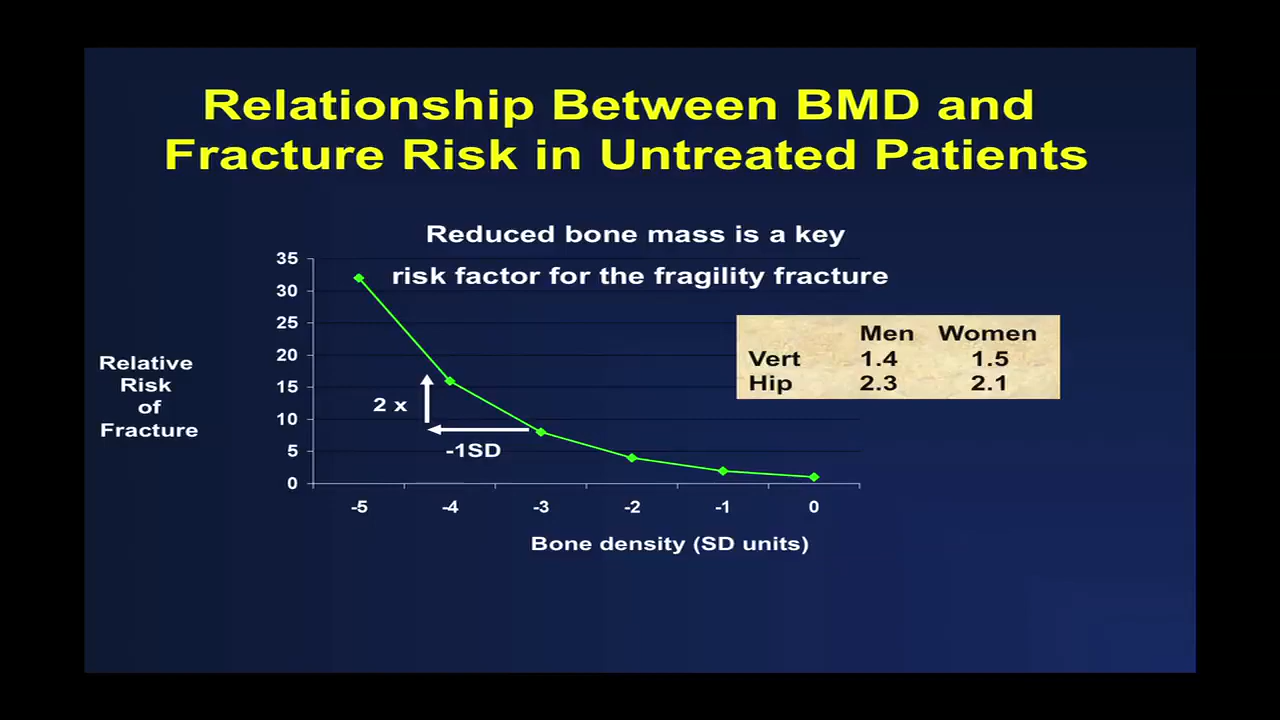 Relationship Between BMD and
Fracture Risk in Untreated Patients
Reduced bone mass is a key
risk factor for the fragility fracture
35
30
25
20
15
10
5
0
Relative
Risk
of
Fracture
2 x
-1SD
Men Women
Vert 1.4 1.5
Hip 2.3 2.1
-5 -4 -3 -2 -1 0
Bone density (SD units)